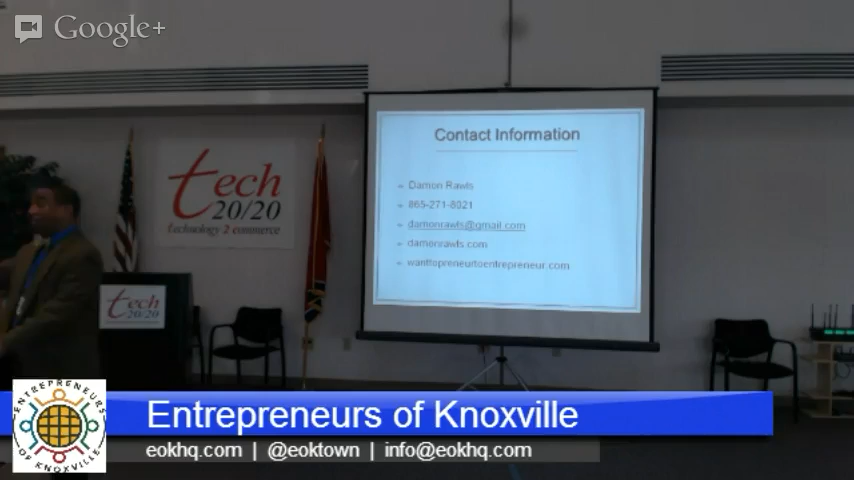 Google+
Contact Information
Damon Rawls
865-271-8021
damonrawls@gmail.com
damonrawls.com
wanttopreneurtoentrepreneur.com
tech
20/20
technology 2 commerce
tech
20/20
ENTREPRENEURS
OF KNOXVILLE
Entrepreneurs of Knoxville
eokhq.com | @eoktown | info@eokhq.com